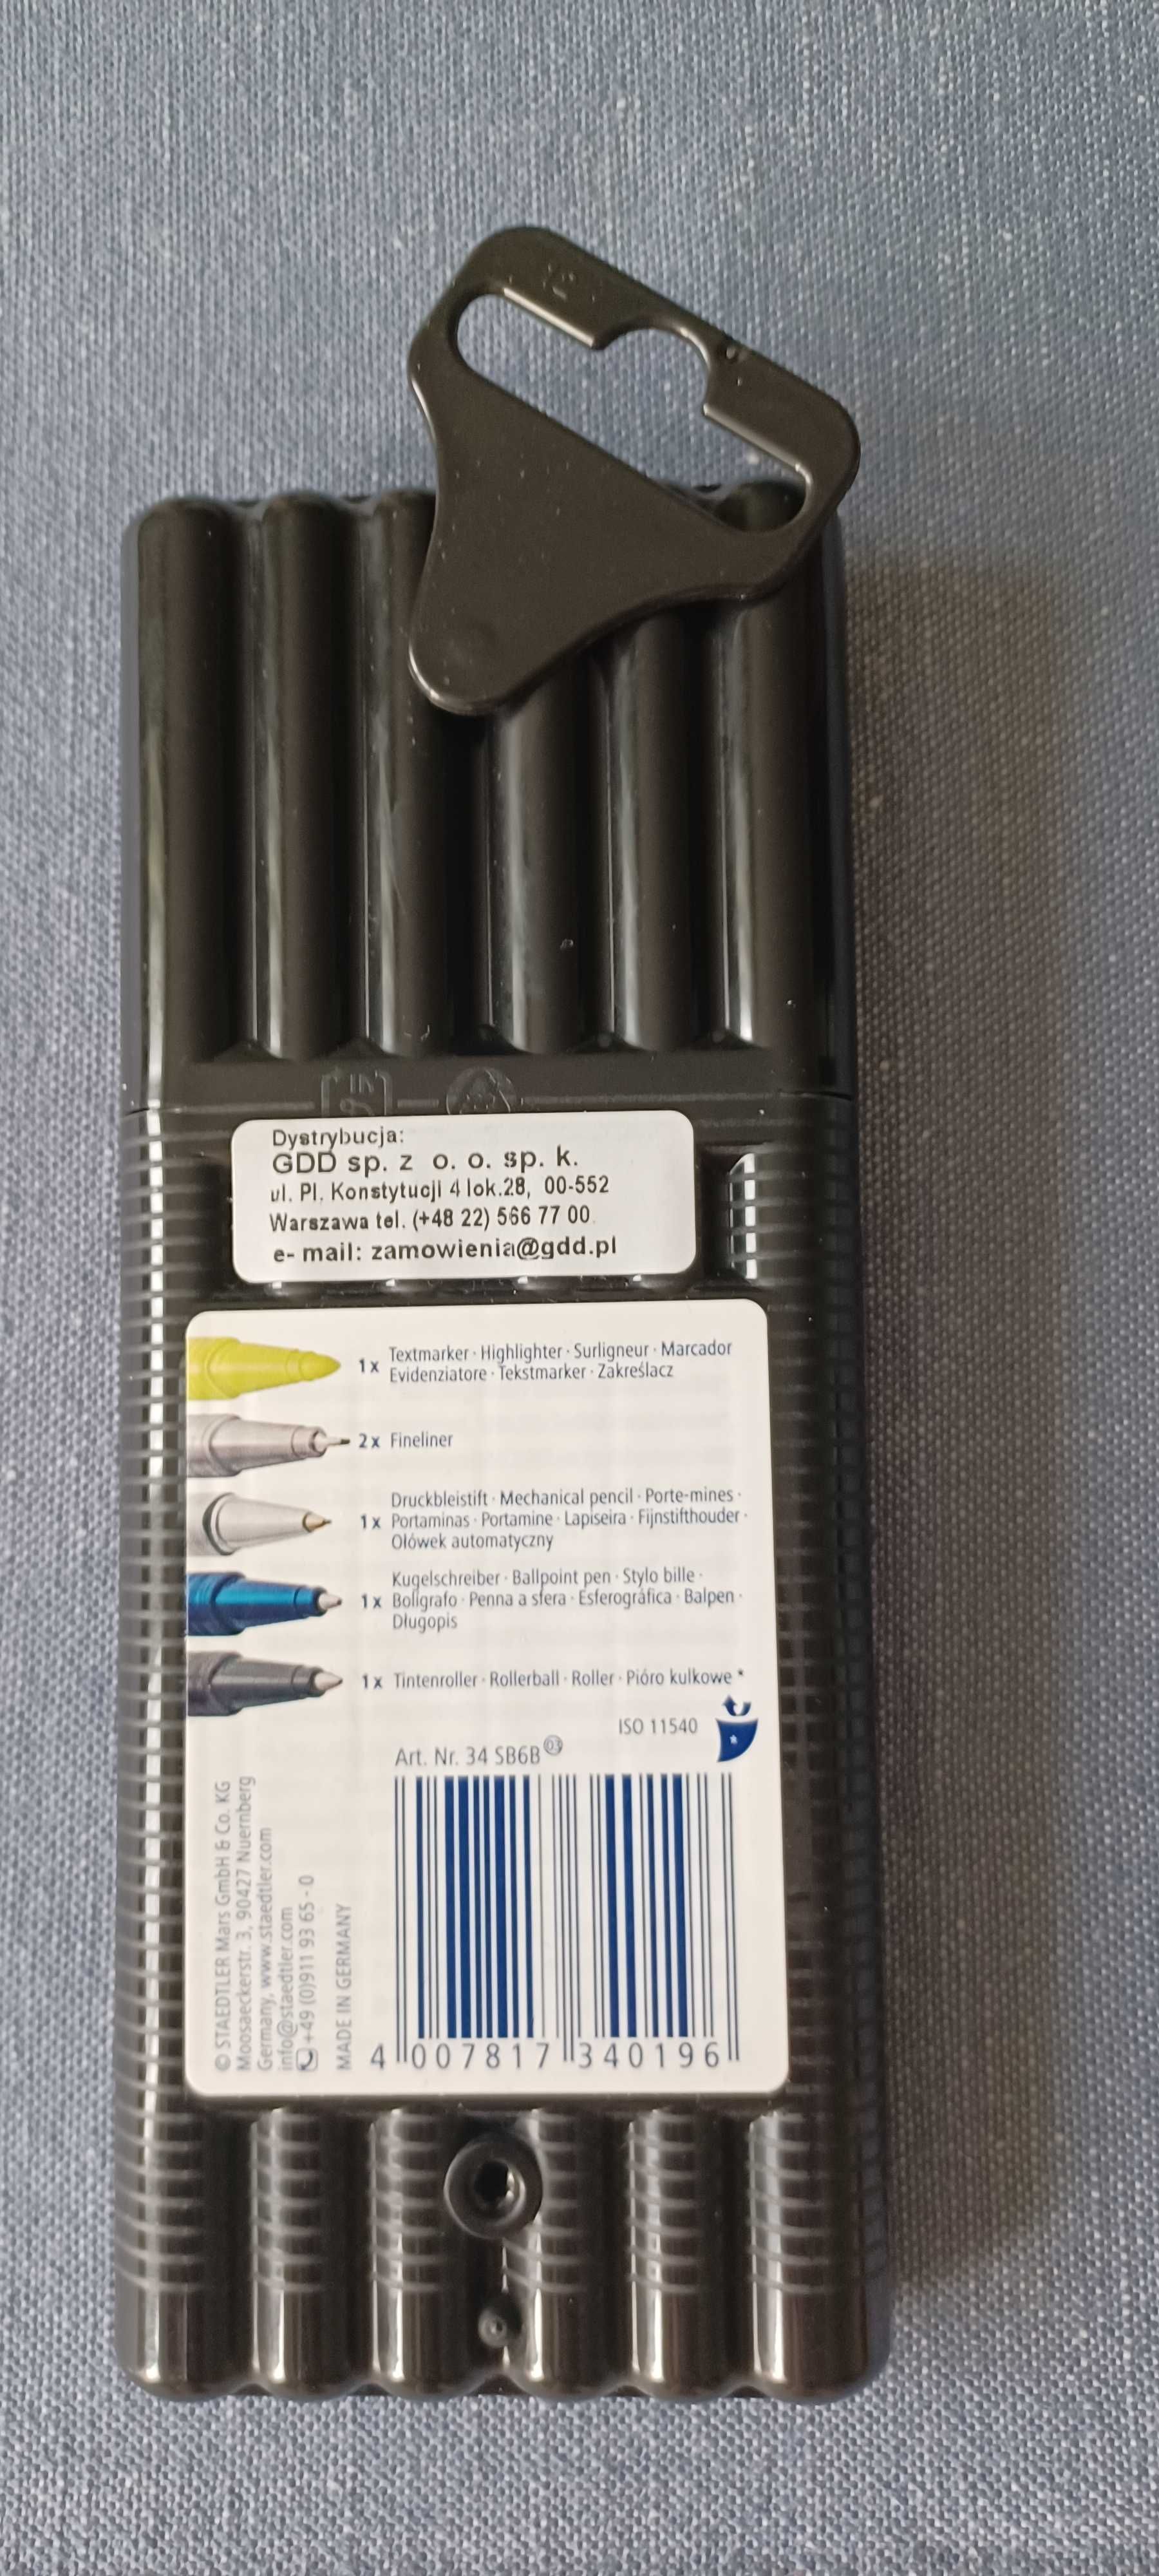 Dystrybucja:
GDD sp. z o. o. sp. k.
ul. Pl. Konstytucji 4 lok.28, 00-552
Warszawa tel. (+48 22) 566 77 00
e- mail: zamowienia@gdd.pl
1 x Textmarker · Highlighter · Surligneur · Marcador
Evidenziatore · Tekstmarker · Zakreślacz
2 x Fineliner
Druckbleistift · Mechanical pencil · Porte-mines ·
1 x Portaminas · Portamine · Lapiseira · Fijnstifthouder ·
Ołówek automatyczny
Kugelschreiber · Ballpoint pen · Stylo bille ·
1 x Bolígrafo · Penna a sfera · Esferográfica · Balpen ·
Długopis
1 x Tintenroller · Rollerball · Roller · Pióro kulkowe *
ISO 11540
Art. Nr. 34 SB6B 03
© STAEDTLER Mars GmbH & Co. KG
Moosaeckerstr. 3, 90427 Nuernberg
Germany, www.staedtler.com
info@staedtler.com
+49 (0)911 93 65 - 0
MADE IN GERMANY
4 007817 340196